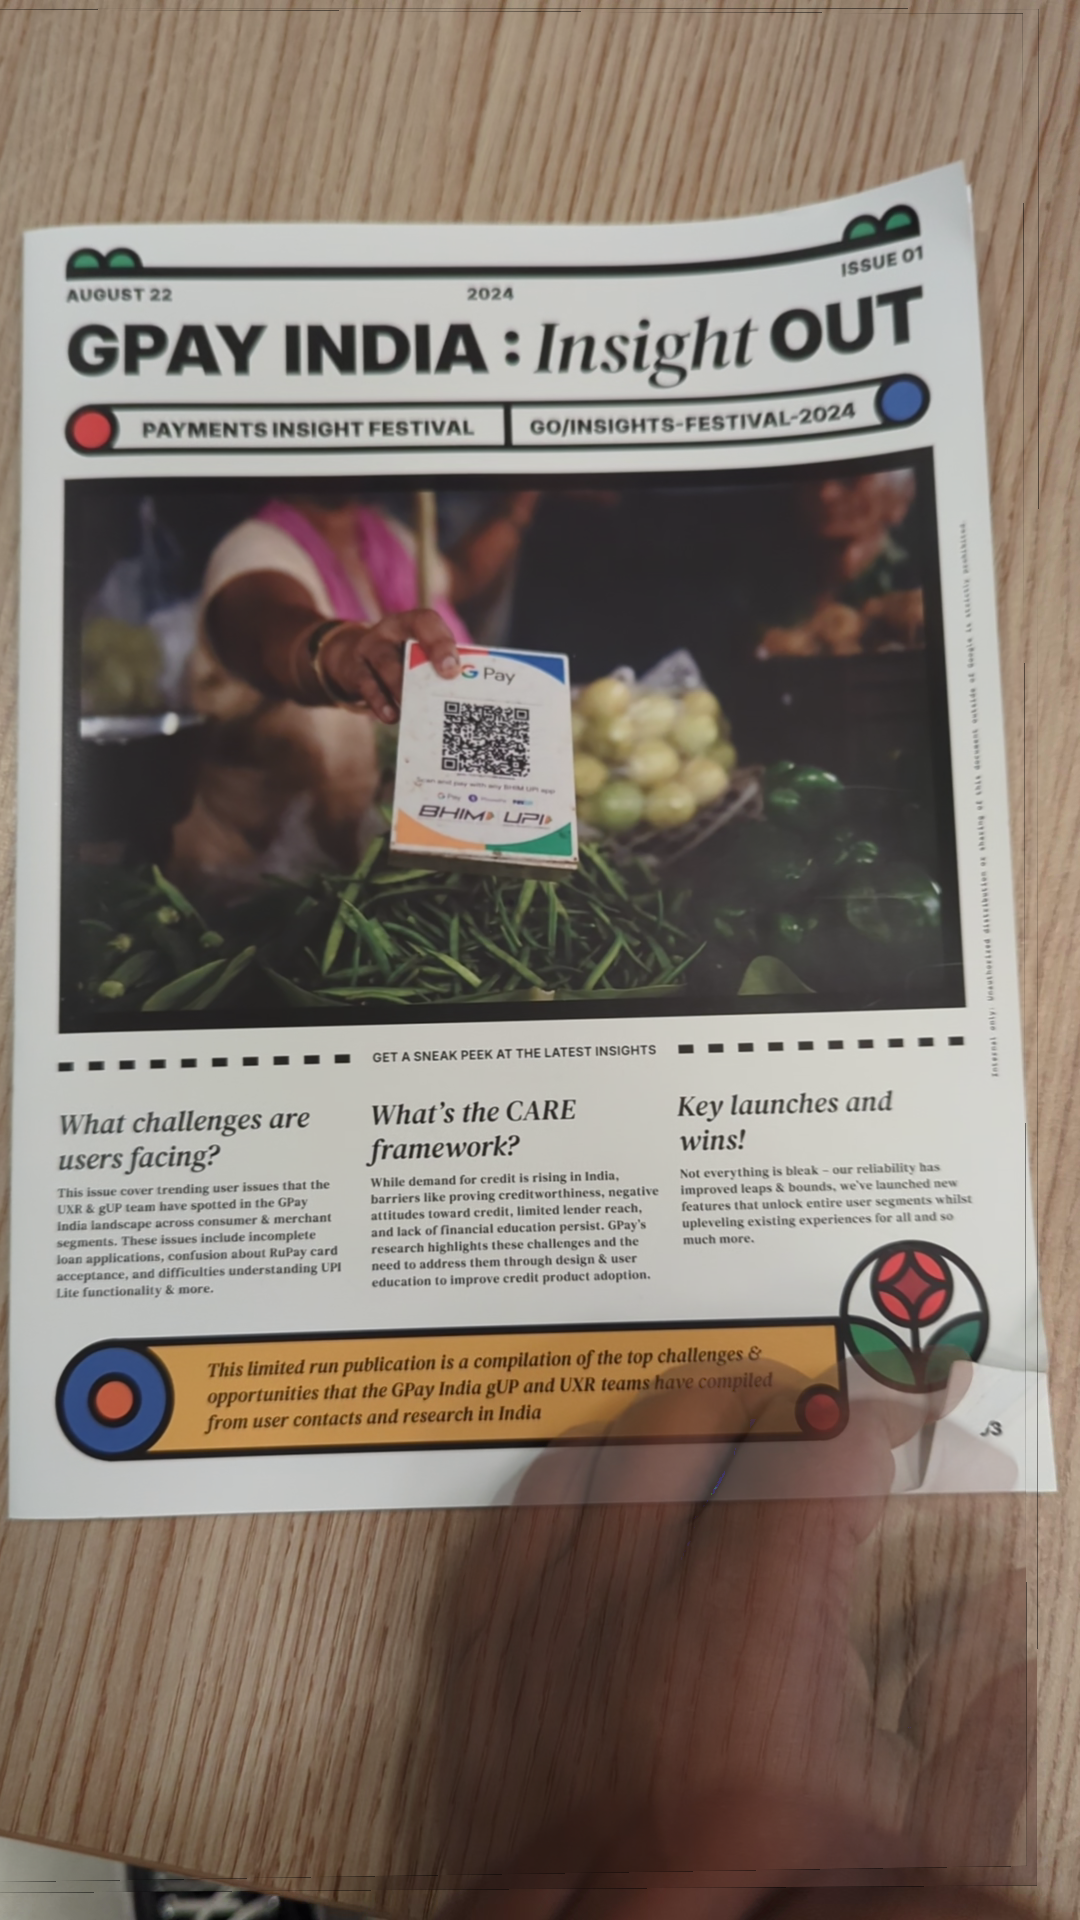 AUGUST 22
2024
ISSUE 01
GPAY INDIA : Insight OUT
PAYMENTS INSIGHT FESTIVAL
GO/INSIGHTS-FESTIVAL-2024
G Pay
Scan and pay with any BHIM UPI app
G Pay
BHIM UPI
Internal only: Unauthorized distribution or sharing of this document outside of Google is strictly prohibited.
GET A SNEAK PEEK AT THE LATEST INSIGHTS
What challenges are
users facing?
This issue cover trending user issues that the
UXR & gUP team have spotted in the GPay
India landscape across consumer & merchant
segments. These issues include incomplete
loan applications, confusion about RuPay card
acceptance, and difficulties understanding UPI
Lite functionality & more.
What's the CARE
framework?
While demand for credit is rising in India,
barriers like proving creditworthiness, negative
attitudes toward credit, limited lender reach,
and lack of financial education persist. GPay's
research highlights these challenges and the
need to address them through design & user
education to improve credit product adoption.
Key launches and
wins!
Not everything is bleak – our reliability has
improved leaps & bounds, we've launched new
features that unlock entire user segments whilst
upleveling existing experiences for all and so
much more.
This limited run publication is a compilation of the top challenges &
opportunities that the GPay India gUP and UXR teams have compiled
from user contacts and research in India